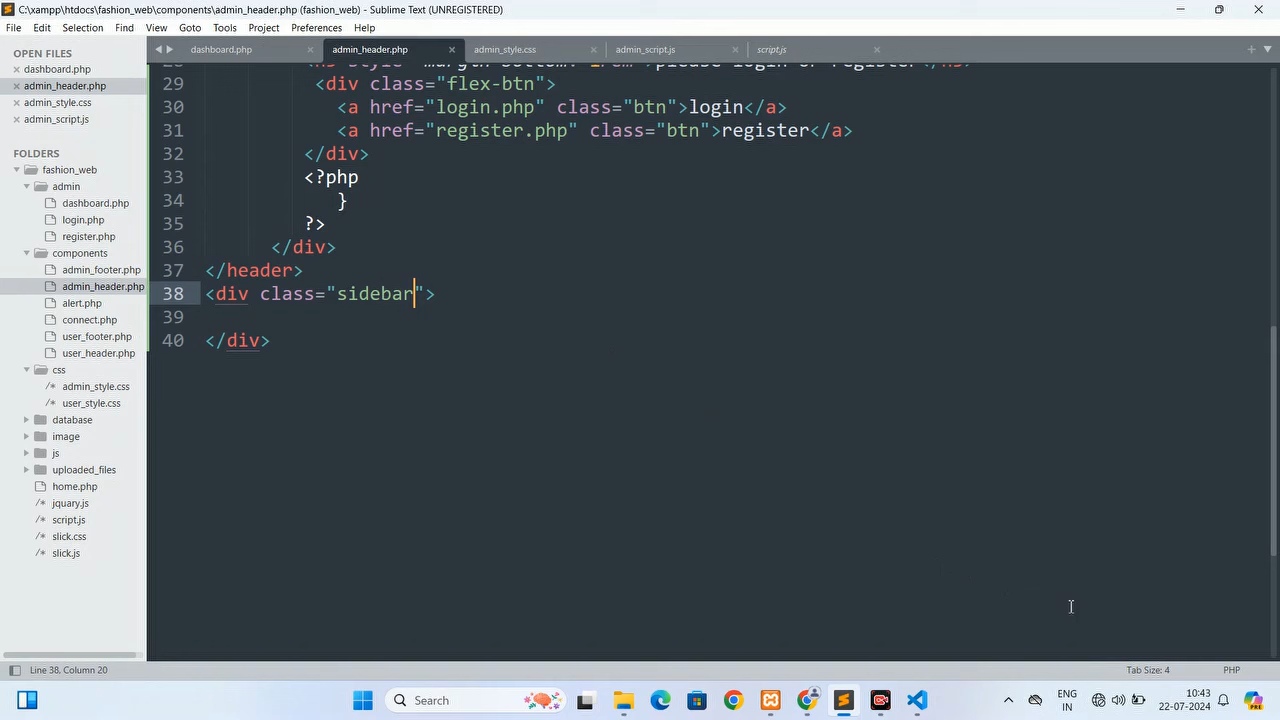 C:\xampp\htdocs\fashion_web\components\admin_header.php (fashion_web) - Sublime Text (UNREGISTERED)
File Edit Selection Find View Goto Tools Project Preferences Help
OPEN FILES
dashboard.php
admin_header.php
admin_style.css
admin_script.js
FOLDERS
fashion_web
admin
dashboard.php
login.php
register.php
components
admin_footer.php
admin_header.php
alert.php
connect.php
user_footer.php
user_header.php
css
admin_style.css
user_style.css
database
image
js
uploaded_files
home.php
jquary.js
script.js
slick.css
slick.js
dashboard.php admin_header.php admin_style.css admin_script.js script.js
29 <div class="flex-btn">
30 <a href="login.php" class="btn">login</a>
31 <a href="register.php" class="btn">register</a>
32 </div>
33 <?php
34 }
35 ?>
36 </div>
37 </header>
38 <div class="sidebar">
39
40 </div>
Line 38, Column 20 Tab Size: 4 PHP
Search
ENG
IN
10:43
22-07-2024